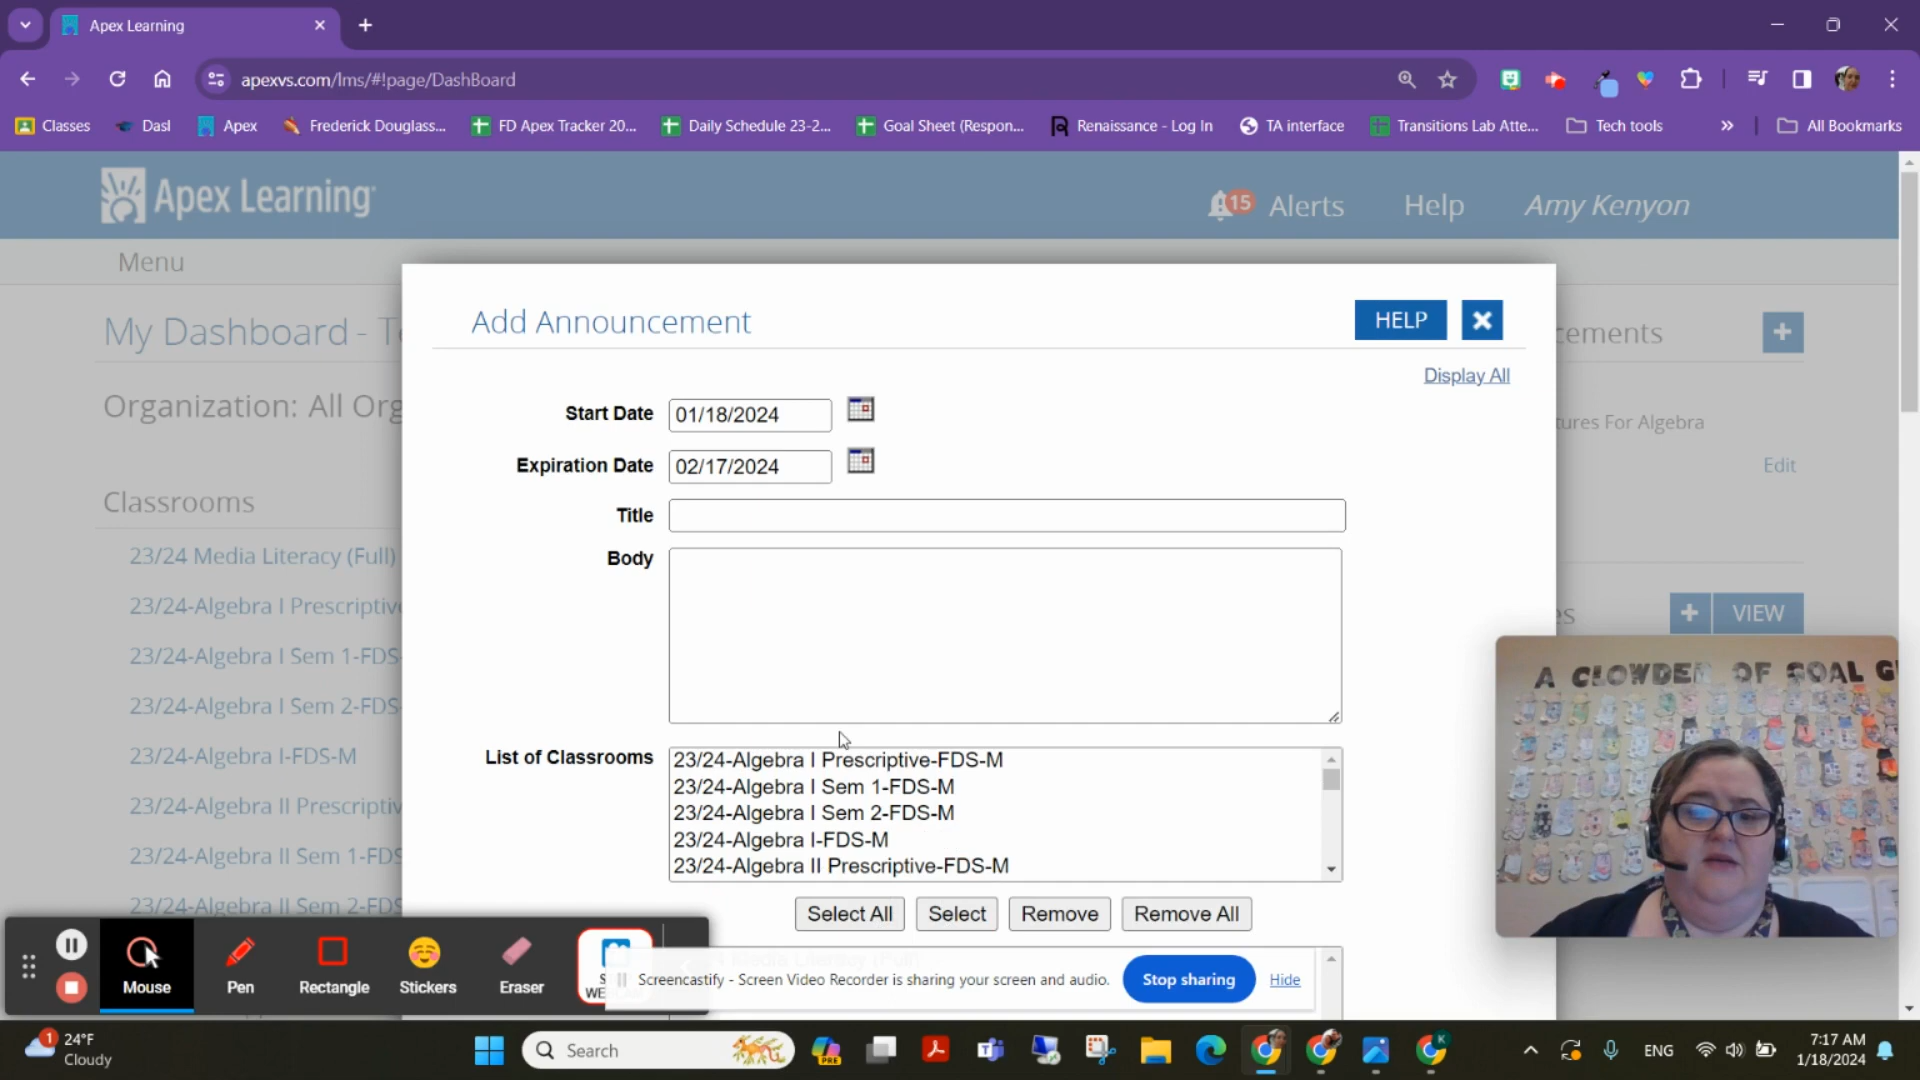 Apex Learning
apexvs.com/lms/#!page/DashBoard
Classes
Dasl
Apex
Frederick Douglass...
FD Apex Tracker 20...
Daily Schedule 23-2...
Goal Sheet (Respon...
Renaissance - Log In
TA interface
Transitions Lab Atte...
Tech tools
»
All Bookmarks
Apex Learning
15 Alerts
Help
Amy Kenyon
Menu
My Dashboard - Te
cements
Organization: All Org
tures For Algebra
Edit
Classrooms
VIEW
23/24 Media Literacy (Full)
23/24-Algebra I Prescriptiv
23/24-Algebra I Sem 1-FDS-
23/24-Algebra I Sem 2-FDS-
23/24-Algebra I-FDS-M
23/24-Algebra II Prescriptiv
23/24-Algebra II Sem 1-FDS
23/24-Algebra II Sem 2-FDS
Add Announcement
HELP
Display All
Start Date 01/18/2024
Expiration Date 02/17/2024
Title
Body
List of Classrooms
23/24-Algebra I Prescriptive-FDS-M
23/24-Algebra I Sem 1-FDS-M
23/24-Algebra I Sem 2-FDS-M
23/24-Algebra I-FDS-M
23/24-Algebra II Prescriptive-FDS-M
Select All
Select
Remove
Remove All
A CLOWDER OF GOAL G
Mouse
Pen
Rectangle
Stickers
Eraser
Screencastify - Screen Video Recorder is sharing your screen and audio.
Stop sharing
Hide
1
24°F
Cloudy
Search
PRE
ENG
7:17 AM
1/18/2024